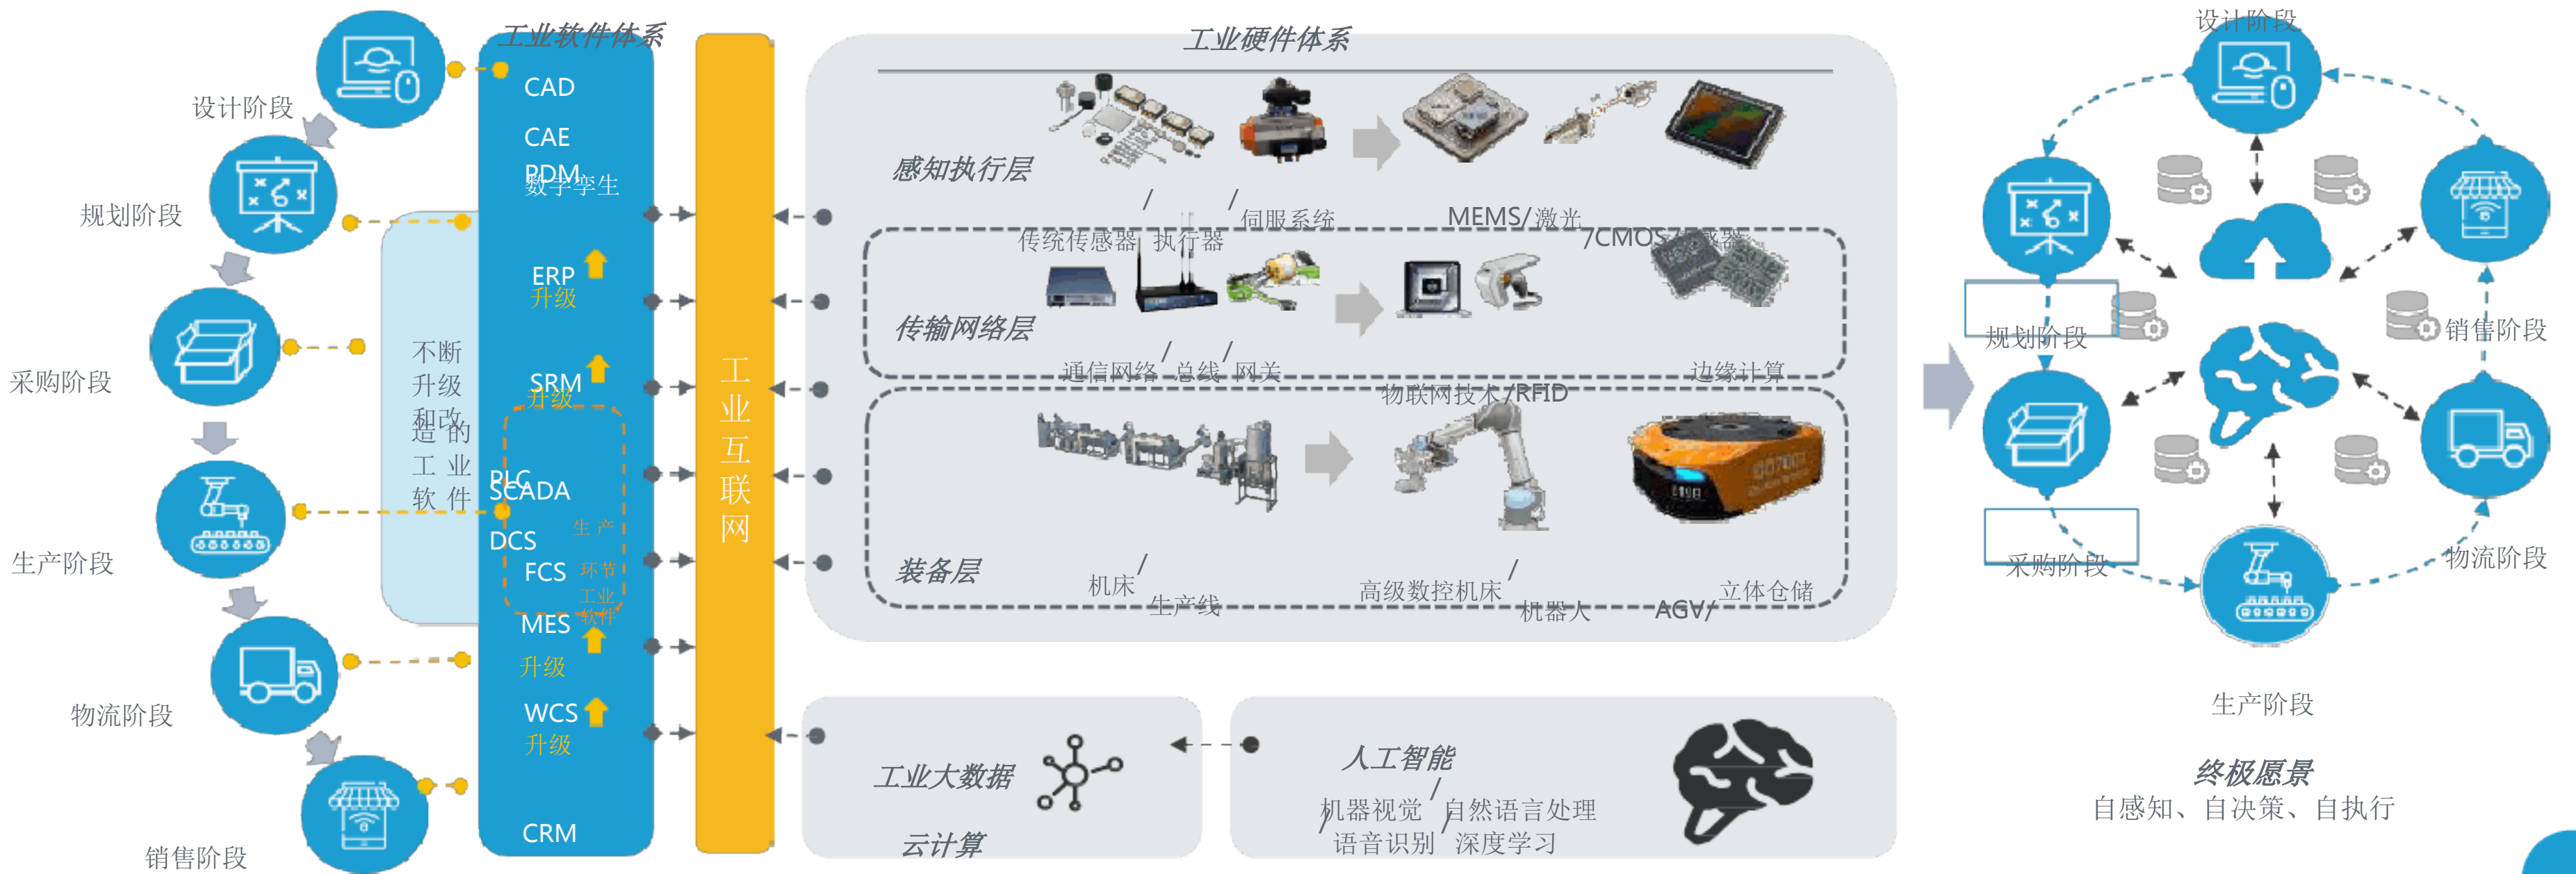 设计阶段
规划阶段
采购阶段
生产阶段
物流阶段
销售阶段
不断
升级
和改
造的
工业
软件
工业软件体系
CAD
CAE
PDM
数字孪生
ERP
升级
SRM
升级
PLC
SCADA
DCS
FCS
生产
环节
工业
软件
MES
升级
WCS
升级
CRM
工业互联网
工业硬件体系
感知执行层
传统传感器/执行器/伺服系统
MEMS/激光/CMOS传感器
传输网络层
通信网络/总线/网关
物联网技术/RFID
边缘计算
装备层
机床/生产线
高级数控机床/机器人
AGV/立体仓储
工业大数据
云计算
人工智能
机器视觉/自然语言处理
/语音识别/深度学习
设计阶段
规划阶段
采购阶段
销售阶段
物流阶段
生产阶段
终极愿景
自感知、自决策、自执行